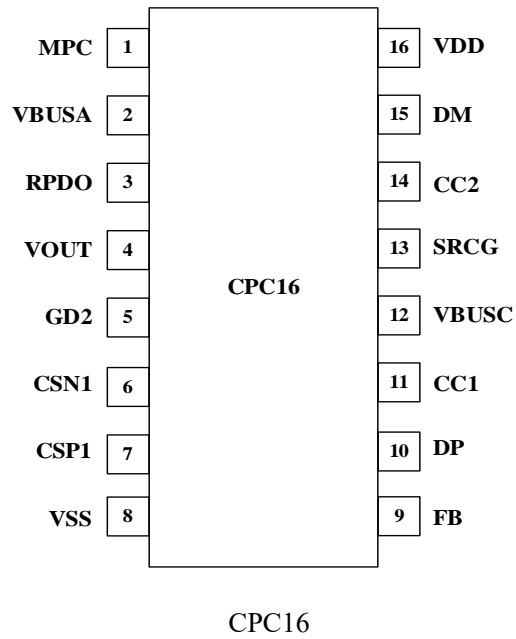 MPC 1 16 VDD
VBUSA 2 15 DM
RPDO 3 14 CC2
VOUT 4 13 SRCG
CPC16
GD2 5 12 VBUSC
CSN1 6 11 CC1
CSP1 7 10 DP
VSS 8 9 FB
CPC16